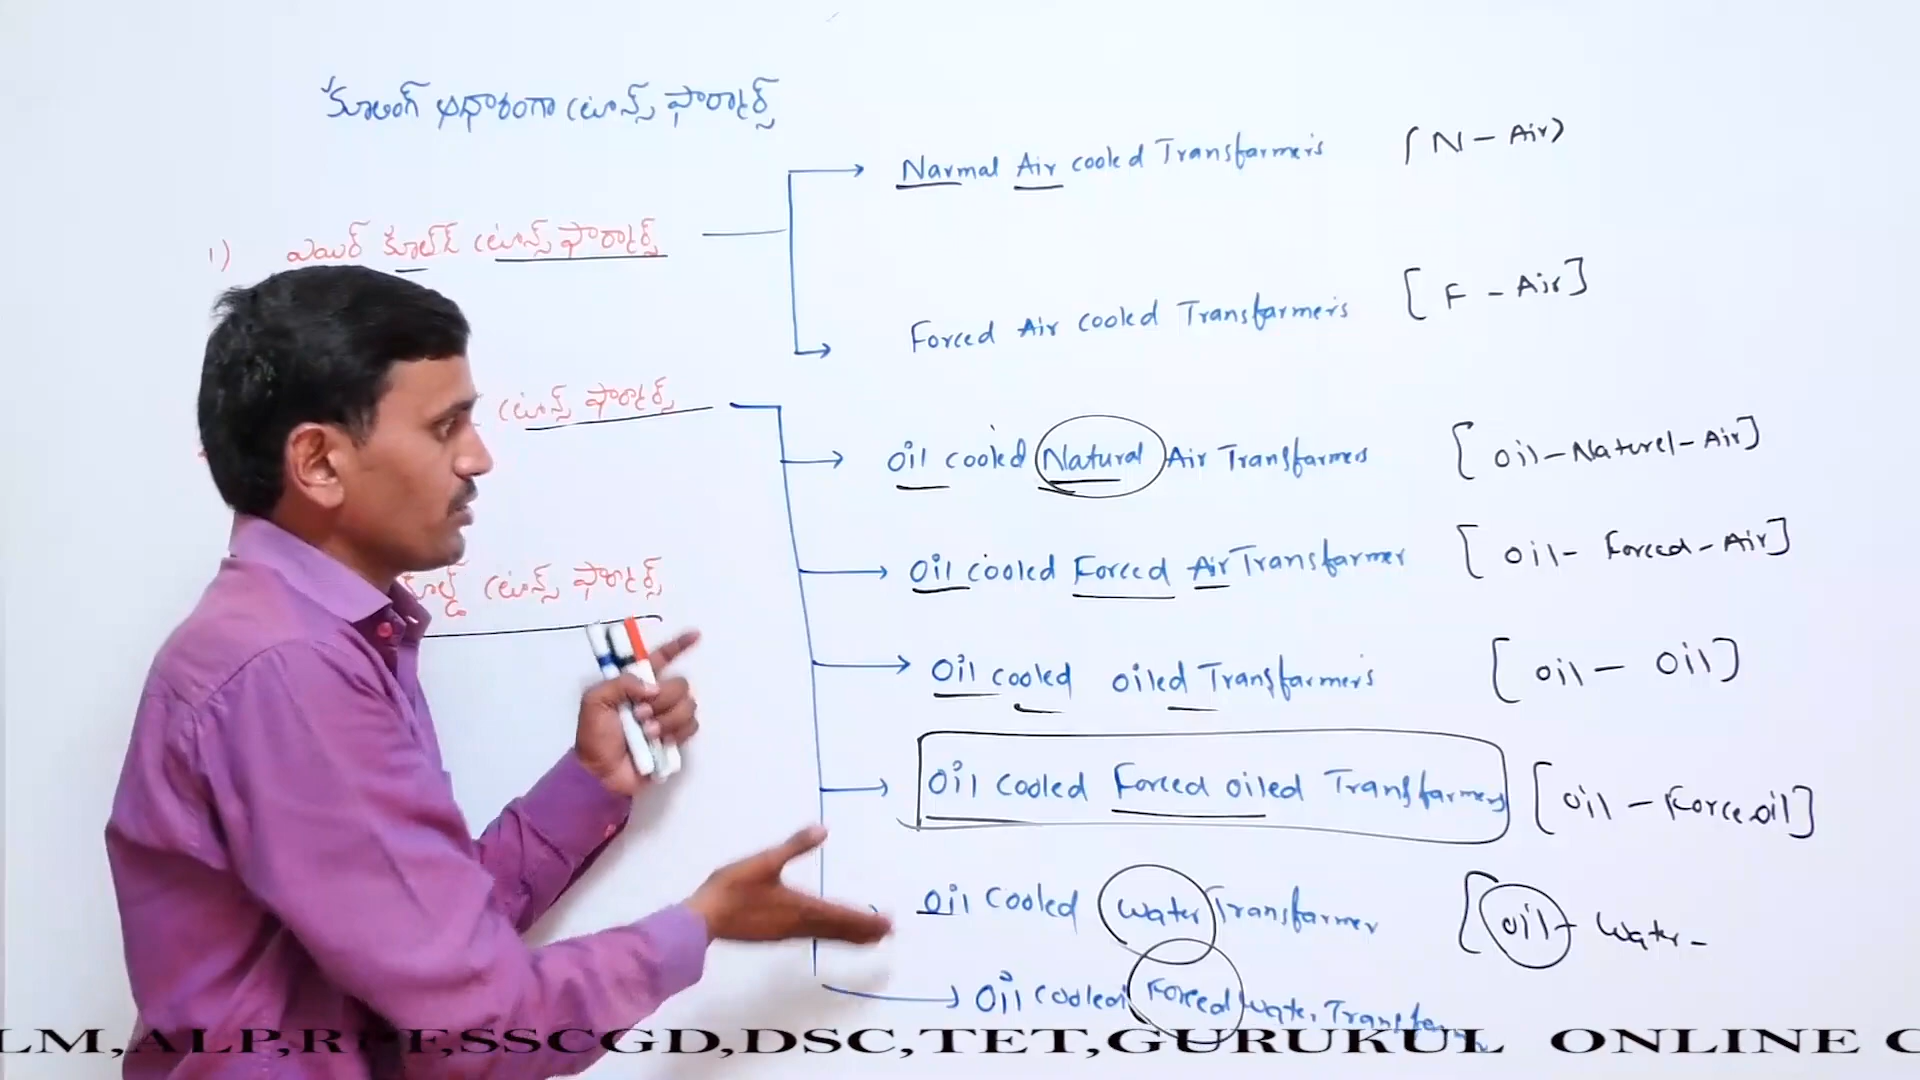 కూలింగ్ ఆధారంగా ట్రాన్స్ ఫార్మర్స్
1) ఎయిర్ కూల్డ్ ట్రాన్స్ ఫార్మర్స్
Narmal Air cooled Transfarmers (N - Air)
Forced Air cooled Transfarmers [F - Air]
ట్రాన్స్ ఫార్మర్స్
Oil cooled Natural Air Transfarmers [Oil-Naturel-Air]
Oil cooled Forced Air Transfarmer [Oil- Forced-Air]
కూల్డ్ ట్రాన్స్ ఫార్మర్స్
Oil cooled oiled Transfarmers [Oil - Oil]
Oil cooled Forced oiled Transfarmers [Oil - Force oil]
Oil cooled water Transfarmer [Oil- Water -
Oil cooled Forced water
LM,ALP,RPF,SSCGD,DSC,TET,GURUKUL ONLINE C